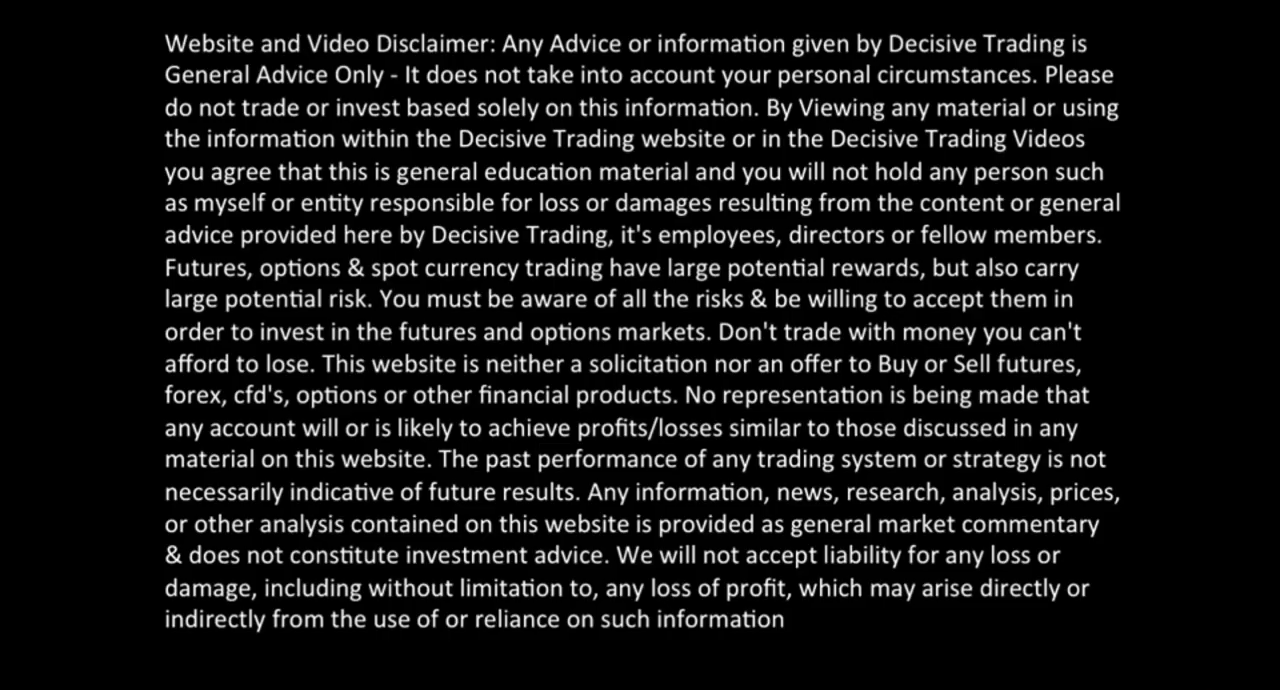 Website and Video Disclaimer: Any Advice or information given by Decisive Trading is
General Advice Only - It does not take into account your personal circumstances. Please
do not trade or invest based solely on this information. By Viewing any material or using
the information within the Decisive Trading website or in the Decisive Trading Videos
you agree that this is general education material and you will not hold any person such
as myself or entity responsible for loss or damages resulting from the content or general
advice provided here by Decisive Trading, it's employees, directors or fellow members.
Futures, options & spot currency trading have large potential rewards, but also carry
large potential risk. You must be aware of all the risks & be willing to accept them in
order to invest in the futures and options markets. Don't trade with money you can't
afford to lose. This website is neither a solicitation nor an offer to Buy or Sell futures,
forex, cfd's, options or other financial products. No representation is being made that
any account will or is likely to achieve profits/losses similar to those discussed in any
material on this website. The past performance of any trading system or strategy is not
necessarily indicative of future results. Any information, news, research, analysis, prices,
or other analysis contained on this website is provided as general market commentary
& does not constitute investment advice. We will not accept liability for any loss or
damage, including without limitation to, any loss of profit, which may arise directly or
indirectly from the use of or reliance on such information